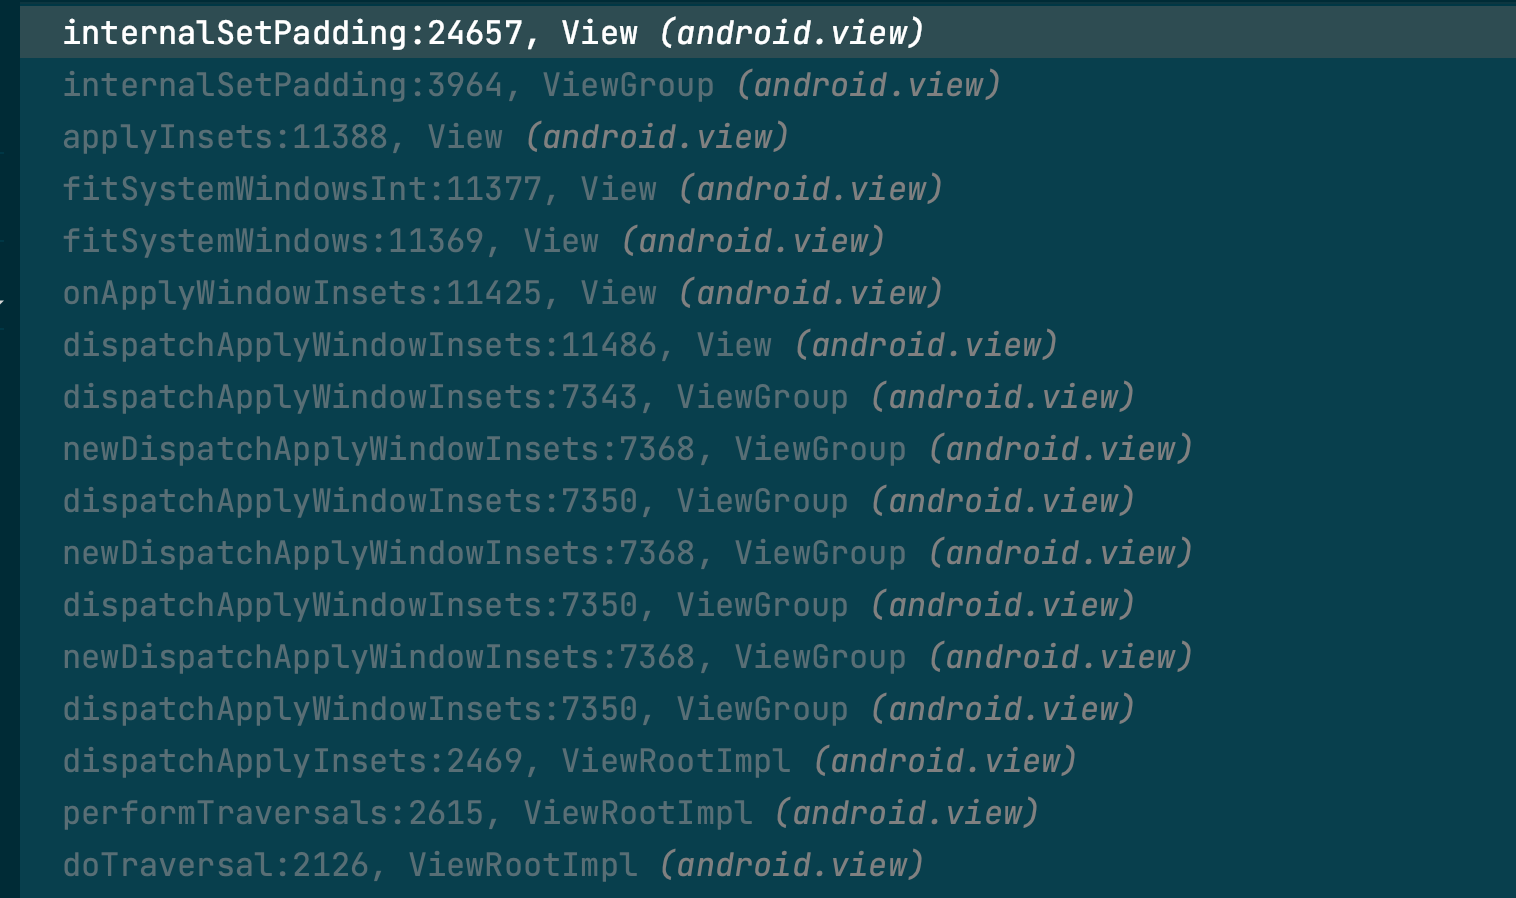 internalSetPadding:24657, View (android.view)
internalSetPadding:3964, ViewGroup (android.view)
applyInsets:11388, View (android.view)
fitSystemWindowsInt:11377, View (android.view)
fitSystemWindows:11369, View (android.view)
onApplyWindowInsets:11425, View (android.view)
dispatchApplyWindowInsets:11486, View (android.view)
dispatchApplyWindowInsets:7343, ViewGroup (android.view)
newDispatchApplyWindowInsets:7368, ViewGroup (android.view)
dispatchApplyWindowInsets:7350, ViewGroup (android.view)
newDispatchApplyWindowInsets:7368, ViewGroup (android.view)
dispatchApplyWindowInsets:7350, ViewGroup (android.view)
newDispatchApplyWindowInsets:7368, ViewGroup (android.view)
dispatchApplyWindowInsets:7350, ViewGroup (android.view)
dispatchApplyInsets:2469, ViewRootImpl (android.view)
performTraversals:2615, ViewRootImpl (android.view)
doTraversal:2126, ViewRootImpl (android.view)